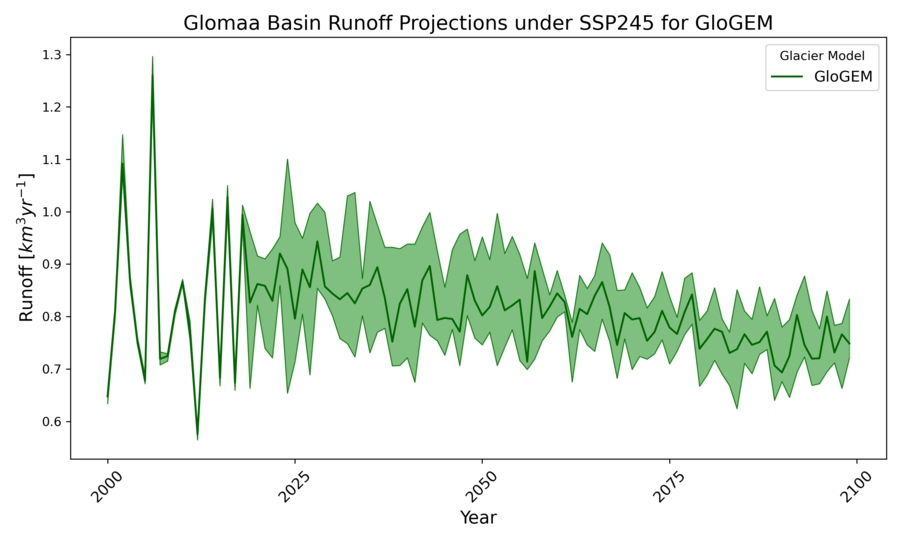 Glomaa Basin Runoff Projections under SSP245 for GloGEM
Runoff [km³yr⁻¹]
1.3
1.2
1.1
1.0
0.9
0.8
0.7
0.6
Glacier Model
GloGEM
2000
2025
2050
2075
2100
Year